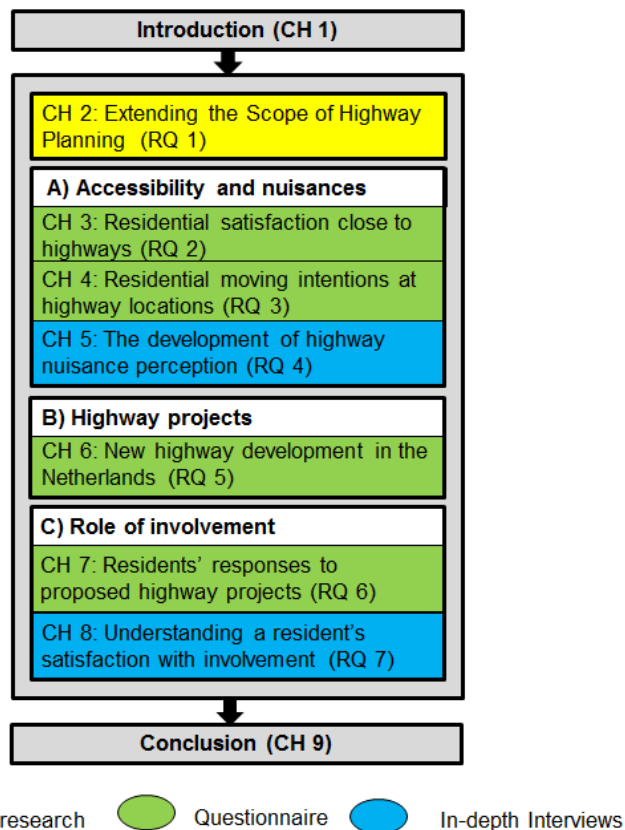 Introduction (CH 1)
CH 2: Extending the Scope of Highway
Planning (RQ 1)
A) Accessibility and nuisances
CH 3: Residential satisfaction close to
highways (RQ 2)
CH 4: Residential moving intentions at
highway locations (RQ 3)
CH 5: The development of highway
nuisance perception (RQ 4)
B) Highway projects
CH 6: New highway development in the
Netherlands (RQ 5)
C) Role of involvement
CH 7: Residents’ responses to
proposed highway projects (RQ 6)
CH 8: Understanding a resident’s
satisfaction with involvement (RQ 7)
Conclusion (CH 9)
research Questionnaire In-depth Interviews